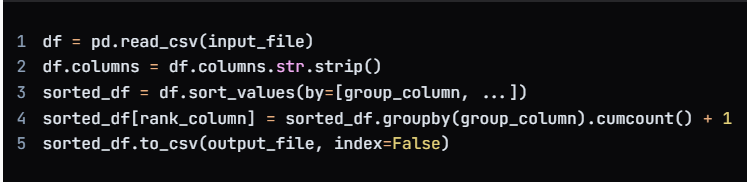 1 df = pd.read_csv(input_file)
2 df.columns = df.columns.str.strip()
3 sorted_df = df.sort_values(by=[group_column, ...])
4 sorted_df[rank_column] = sorted_df.groupby(group_column).cumcount() + 1
5 sorted_df.to_csv(output_file, index=False)